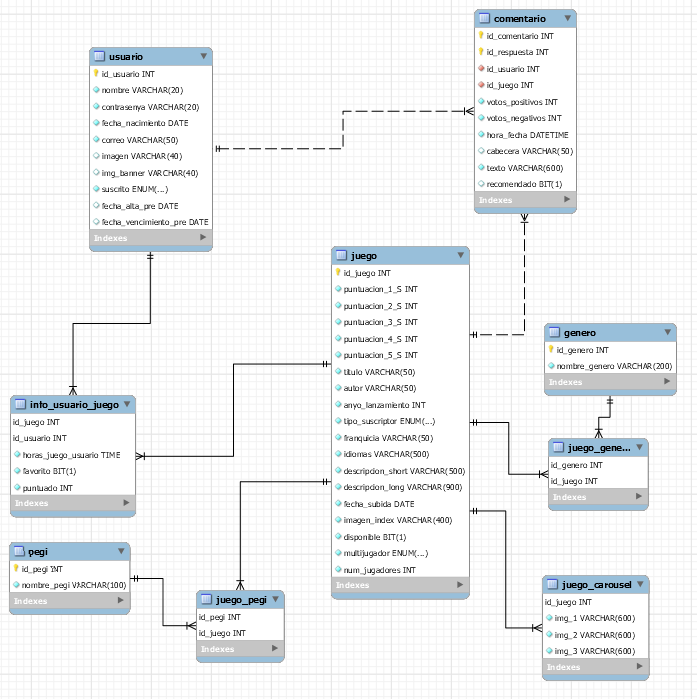 usuario
id_usuario INT
nombre VARCHAR(20)
contrasenya VARCHAR(20)
fecha_nacimiento DATE
correo VARCHAR(50)
imagen VARCHAR(40)
img_banner VARCHAR(40)
suscrito ENUM(...)
fecha_alta_pre DATE
fecha_vencimiento_pre DATE
Indexes
comentario
id_comentario INT
id_respuesta INT
id_usuario INT
id_juego INT
votos_positivos INT
votos_negativos INT
hora_fecha DATETIME
cabecera VARCHAR(50)
texto VARCHAR(600)
recomendado BIT(1)
Indexes
juego
id_juego INT
puntuacion_1_S INT
puntuacion_2_S INT
puntuacion_3_S INT
puntuacion_4_S INT
puntuacion_5_S INT
titulo VARCHAR(50)
autor VARCHAR(50)
anyo_lanzamiento INT
tipo_suscriptor ENUM(...)
franquicia VARCHAR(50)
idiomas VARCHAR(500)
descripcion_short VARCHAR(500)
descripcion_long VARCHAR(900)
fecha_subida DATE
imagen_index VARCHAR(400)
disponible BIT(1)
multijugador ENUM(...)
num_jugadores INT
Indexes
genero
id_genero INT
nombre_genero VARCHAR(200)
Indexes
info_usuario_juego
id_juego INT
id_usuario INT
horas_juego_usuario TIME
favorito BIT(1)
puntuado INT
Indexes
juego_gene...
id_genero INT
id_juego INT
Indexes
pegi
id_pegi INT
nombre_pegi VARCHAR(100)
Indexes
juego_pegi
id_pegi INT
id_juego INT
Indexes
juego_carousel
id_juego INT
img_1 VARCHAR(600)
img_2 VARCHAR(600)
img_3 VARCHAR(600)
Indexes